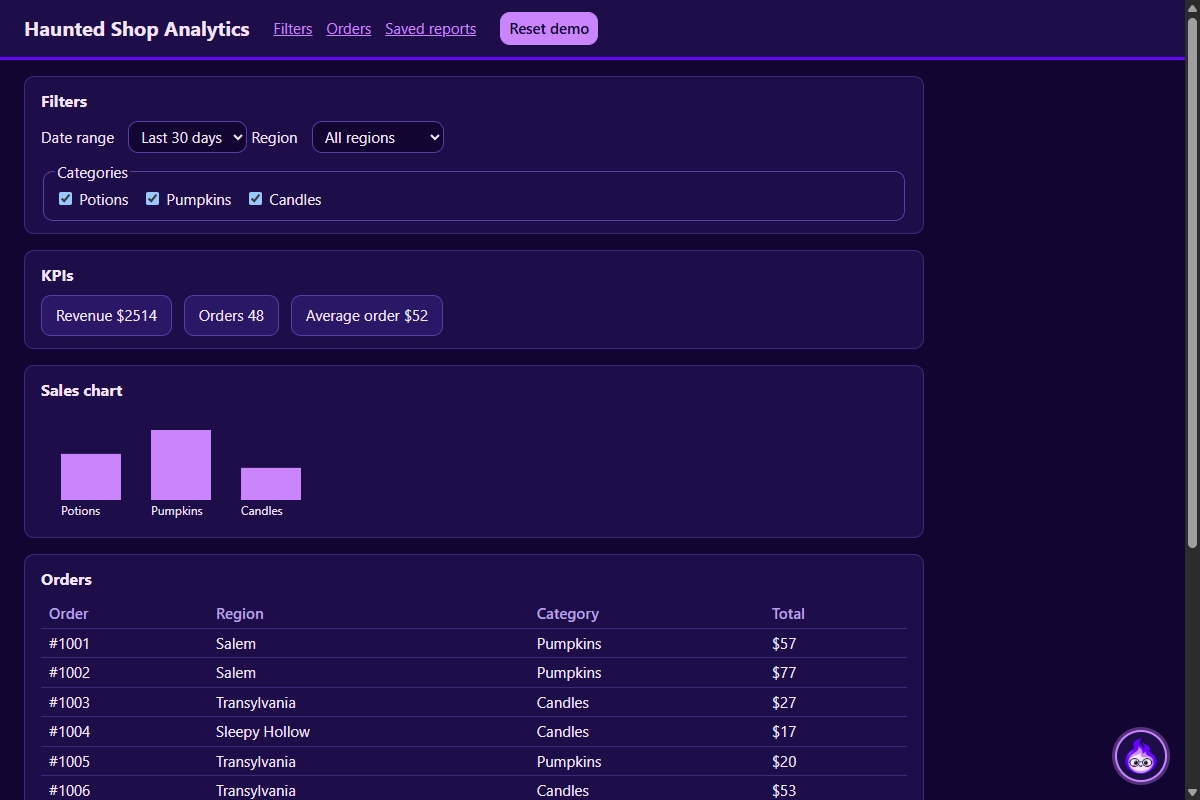 Haunted Shop Analytics Filters Orders Saved reports Reset demo
Filters
Date range Last 30 days Region All regions
Categories
Potions Pumpkins Candles
KPIs
Revenue $2514 Orders 48 Average order $52
Sales chart
Potions Pumpkins Candles
Orders
Order Region Category Total
#1001 Salem Pumpkins $57
#1002 Salem Pumpkins $77
#1003 Transylvania Candles $27
#1004 Sleepy Hollow Candles $17
#1005 Transylvania Pumpkins $20
#1006 Transylvania Candles $53